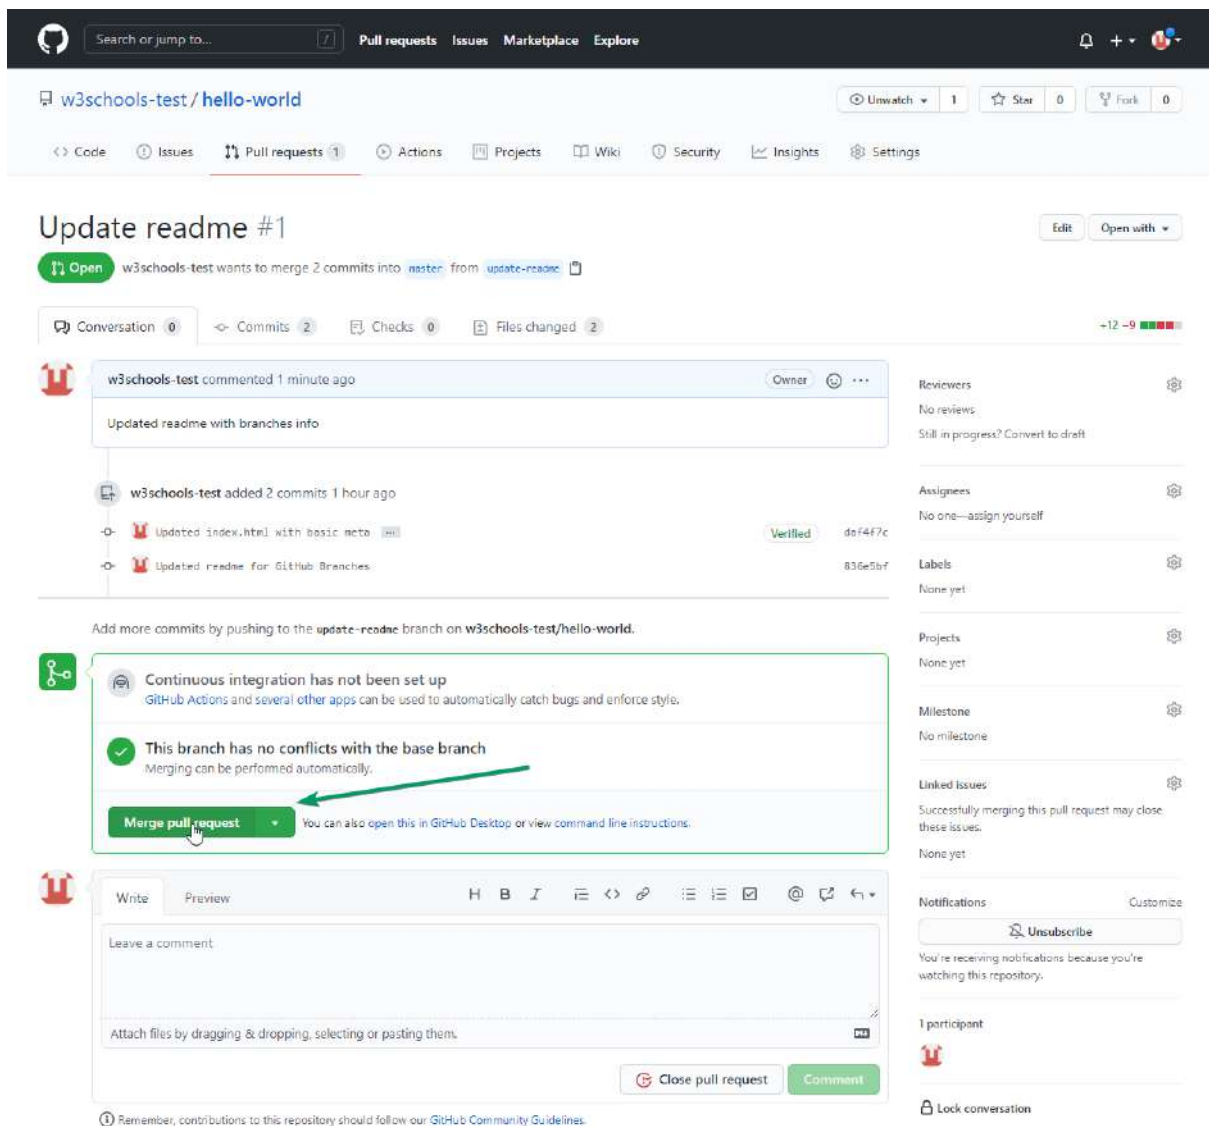 Search or jump to... / Pull requests Issues Marketplace Explore
w3schools-test / hello-world Unwatch 1 Star 0 Fork 0
<> Code Issues Pull requests 1 Actions Projects Wiki Security Insights Settings
Update readme #1 Edit Open with
Open w3schools-test wants to merge 2 commits into master from update-readme
Conversation 0 Commits 2 Checks 0 Files changed 2 +12 −9
w3schools-test commented 1 minute ago Owner ...
Updated readme with branches info
w3schools-test added 2 commits 1 hour ago
Updated index.html with basic meta ... Verified daf4f7c
Updated readme for GitHub Branches 836e5bf
Add more commits by pushing to the update-readme branch on w3schools-test/hello-world.
Continuous integration has not been set up
GitHub Actions and several other apps can be used to automatically catch bugs and enforce style.
This branch has no conflicts with the base branch
Merging can be performed automatically.
Merge pull request You can also open this in GitHub Desktop or view command line instructions.
Write Preview H B I <> @
Leave a comment
Attach files by dragging & dropping, selecting or pasting them.
Close pull request Comment
Remember, contributions to this repository should follow our GitHub Community Guidelines.
Reviewers
No reviews
Still in progress? Convert to draft
Assignees
No one—assign yourself
Labels
None yet
Projects
None yet
Milestone
No milestone
Linked issues
Successfully merging this pull request may close
these issues.
None yet
Notifications Customize
Unsubscribe
You're receiving notifications because you're
watching this repository.
1 participant
Lock conversation